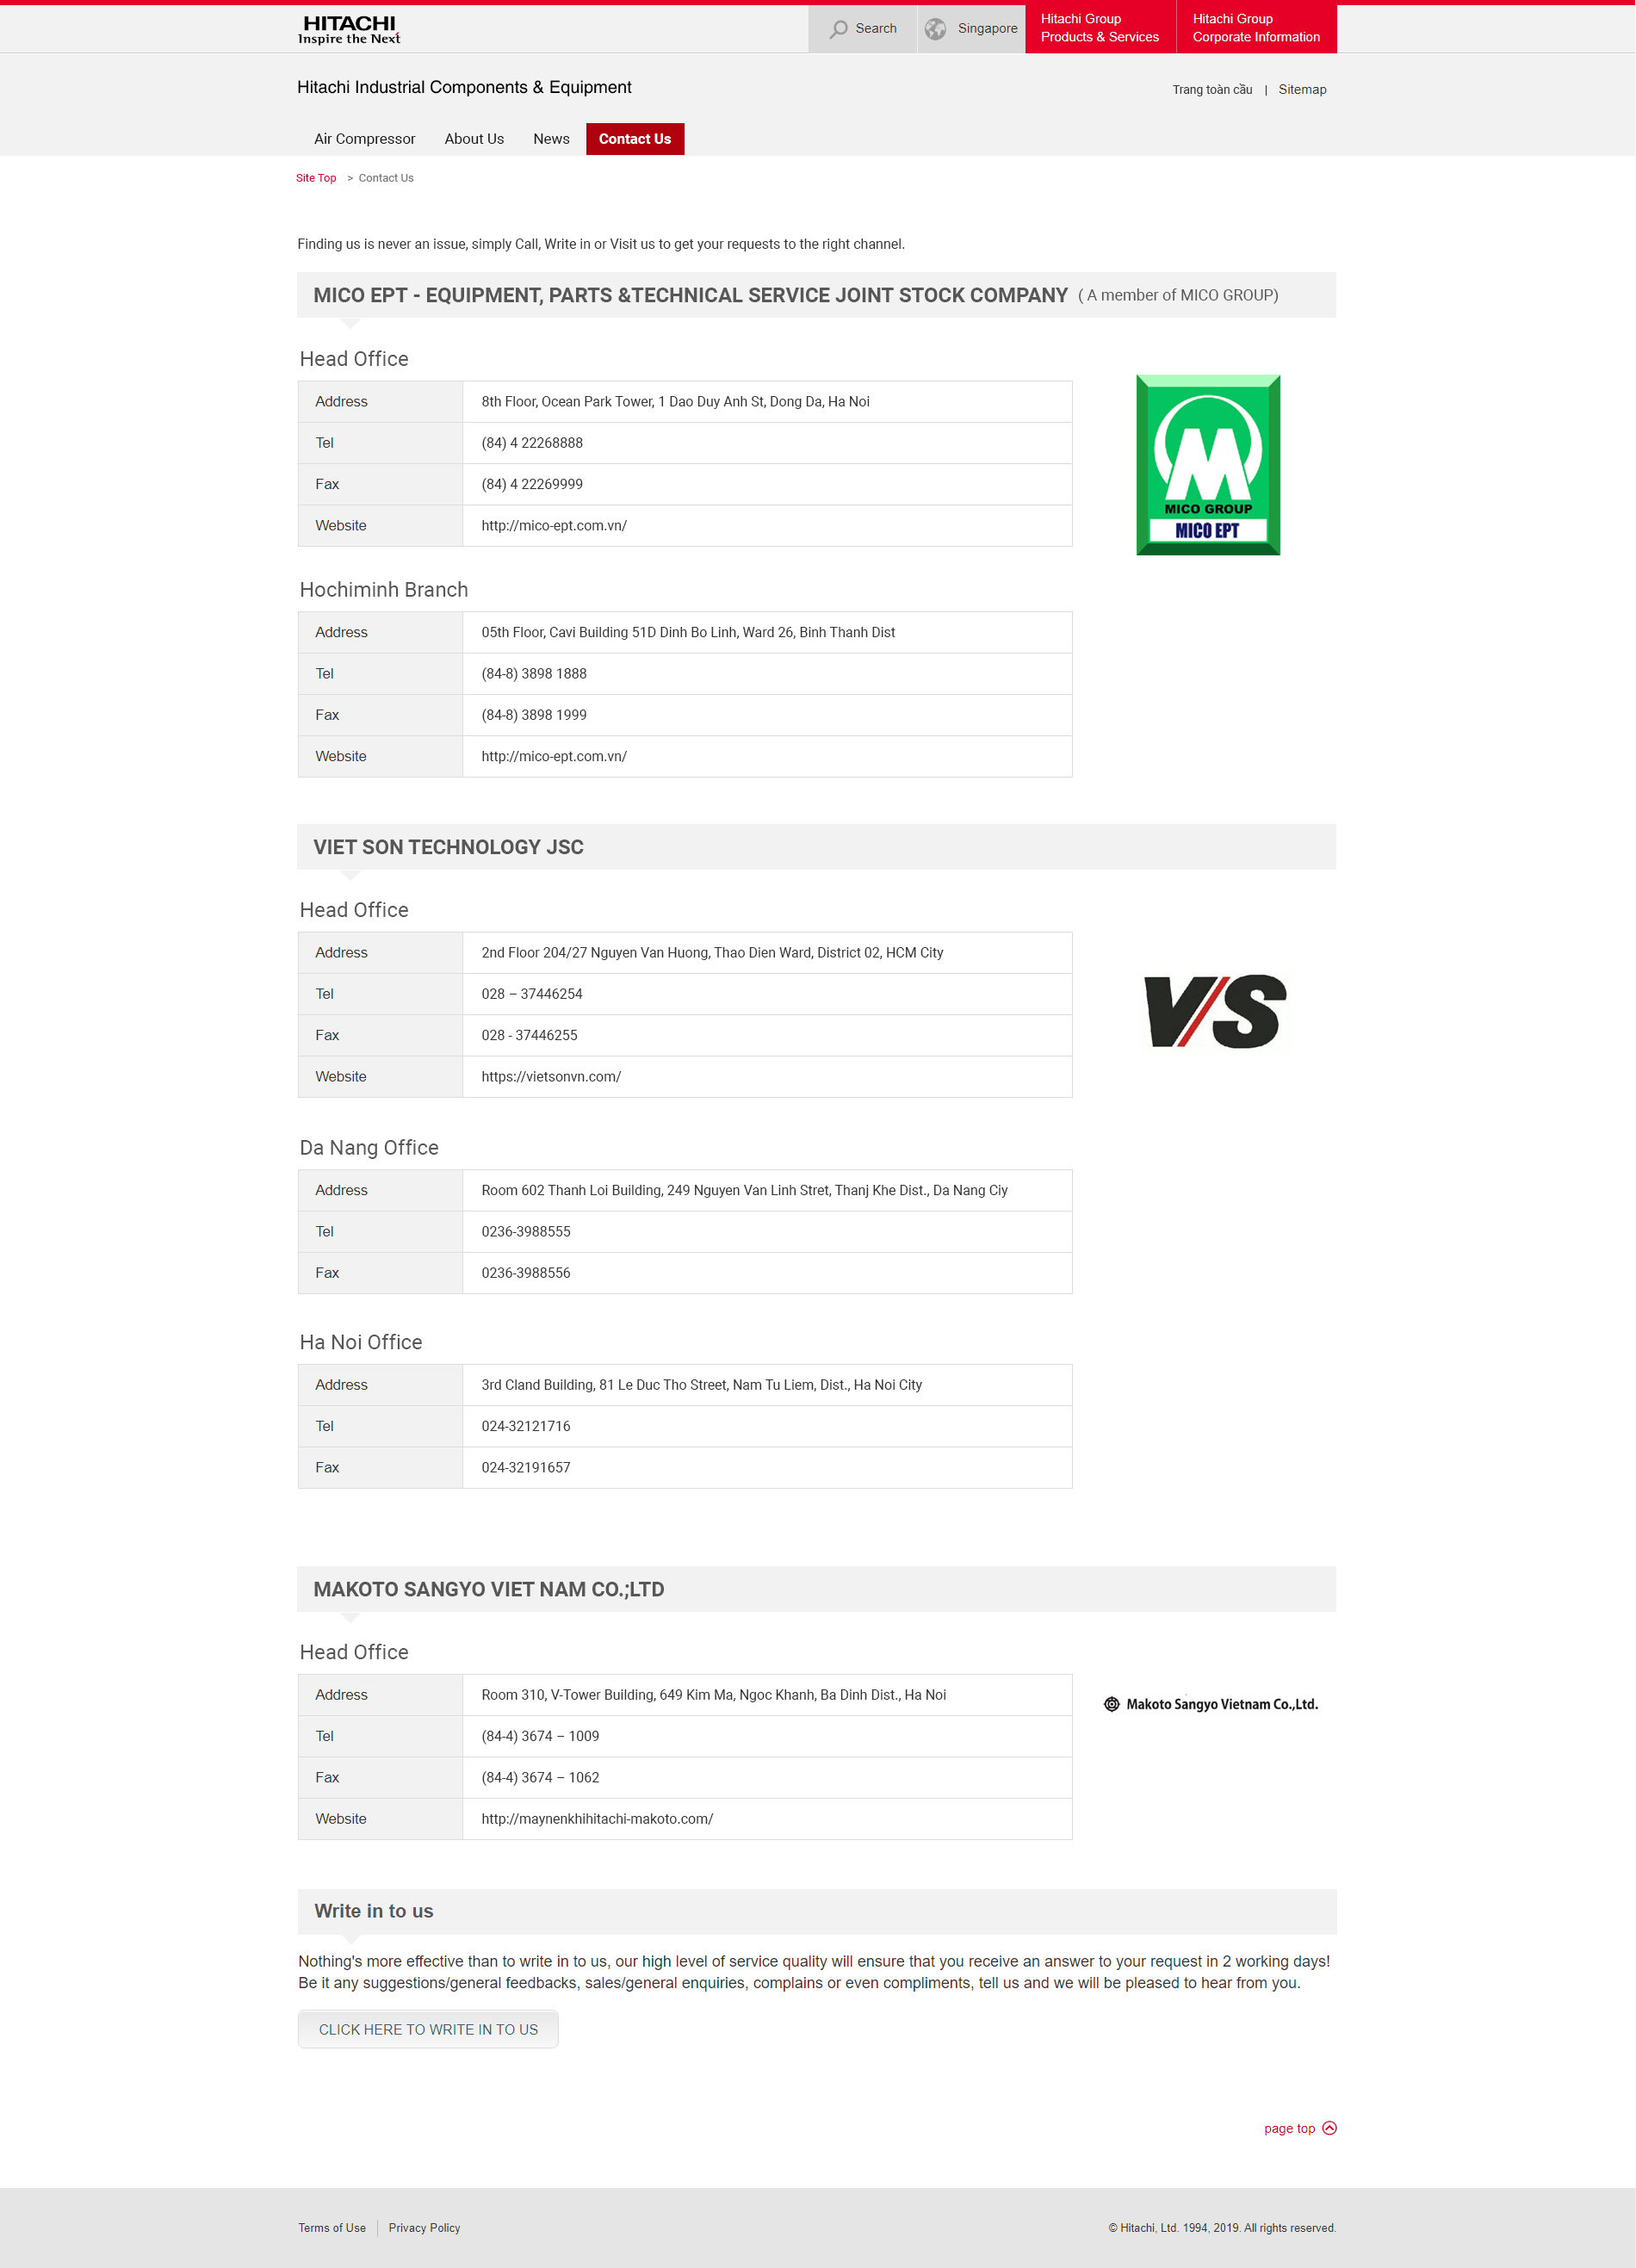 HITACHI
Inspire the Next
Search
Singapore
Hitachi Group
Products & Services
Hitachi Group
Corporate Information
Hitachi Industrial Components & Equipment
Trang toàn cầu | Sitemap
Air Compressor About Us News Contact Us
Site Top > Contact Us
Finding us is never an issue, simply Call, Write in or Visit us to get your requests to the right channel.
MICO EPT - EQUIPMENT, PARTS &TECHNICAL SERVICE JOINT STOCK COMPANY ( A member of MICO GROUP)
Head Office
Address 8th Floor, Ocean Park Tower, 1 Dao Duy Anh St, Dong Da, Ha Noi
Tel (84) 4 22268888
Fax (84) 4 22269999
Website http://mico-ept.com.vn/
M
MICO GROUP
MICO EPT
Hochiminh Branch
Address 05th Floor, Cavi Building 51D Dinh Bo Linh, Ward 26, Binh Thanh Dist
Tel (84-8) 3898 1888
Fax (84-8) 3898 1999
Website http://mico-ept.com.vn/
VIET SON TECHNOLOGY JSC
Head Office
Address 2nd Floor 204/27 Nguyen Van Huong, Thao Dien Ward, District 02, HCM City
Tel 028 – 37446254
Fax 028 - 37446255
Website https://vietsonvn.com/
V/S
Da Nang Office
Address Room 602 Thanh Loi Building, 249 Nguyen Van Linh Stret, Thanj Khe Dist., Da Nang Ciy
Tel 0236-3988555
Fax 0236-3988556
Ha Noi Office
Address 3rd Cland Building, 81 Le Duc Tho Street, Nam Tu Liem, Dist., Ha Noi City
Tel 024-32121716
Fax 024-32191657
MAKOTO SANGYO VIET NAM CO.;LTD
Head Office
Address Room 310, V-Tower Building, 649 Kim Ma, Ngoc Khanh, Ba Dinh Dist., Ha Noi
Tel (84-4) 3674 – 1009
Fax (84-4) 3674 – 1062
Website http://maynenkhihitachi-makoto.com/
Makoto Sangyo Vietnam Co.,Ltd.
Write in to us
Nothing's more effective than to write in to us, our high level of service quality will ensure that you receive an answer to your request in 2 working days!
Be it any suggestions/general feedbacks, sales/general enquiries, complains or even compliments, tell us and we will be pleased to hear from you.
CLICK HERE TO WRITE IN TO US
page top
Terms of Use Privacy Policy
© Hitachi, Ltd. 1994, 2019. All rights reserved.